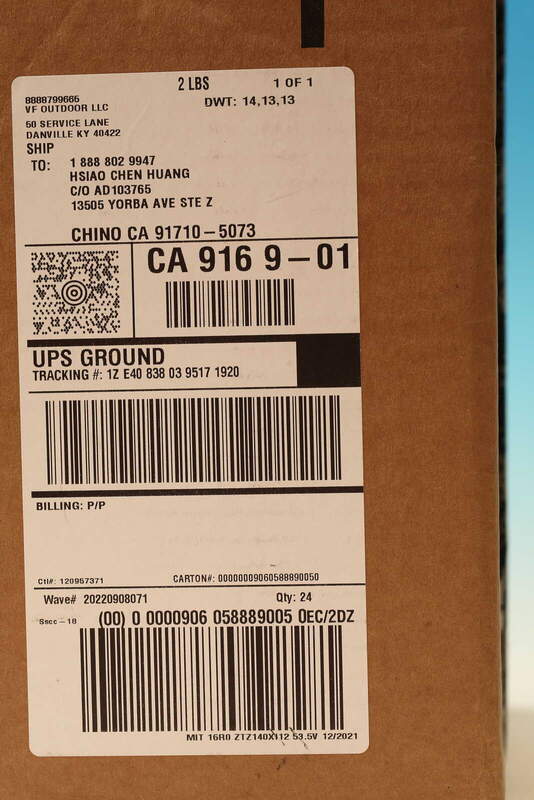 2 LBS 1 OF 1
8888799665
VF OUTDOOR LLC
DWT: 14,13,13
50 SERVICE LANE
DANVILLE KY 40422
SHIP
TO: 1 888 802 9947
HSIAO CHEN HUANG
C/O AD103765
13505 YORBA AVE STE Z
CHINO CA 91710-5073
CA 916 9-01
UPS GROUND
TRACKING #: 1Z E40 838 03 9517 1920
BILLING: P/P
Ctl#: 120967371 CARTON#: 00000009060588890050
Wave# 20220908071 Qty: 24
Sscc-18 (00) 0 0000906 058889005 0EC/2DZ
MIT 16R0 ZTZ140X112 53.5V 12/2021